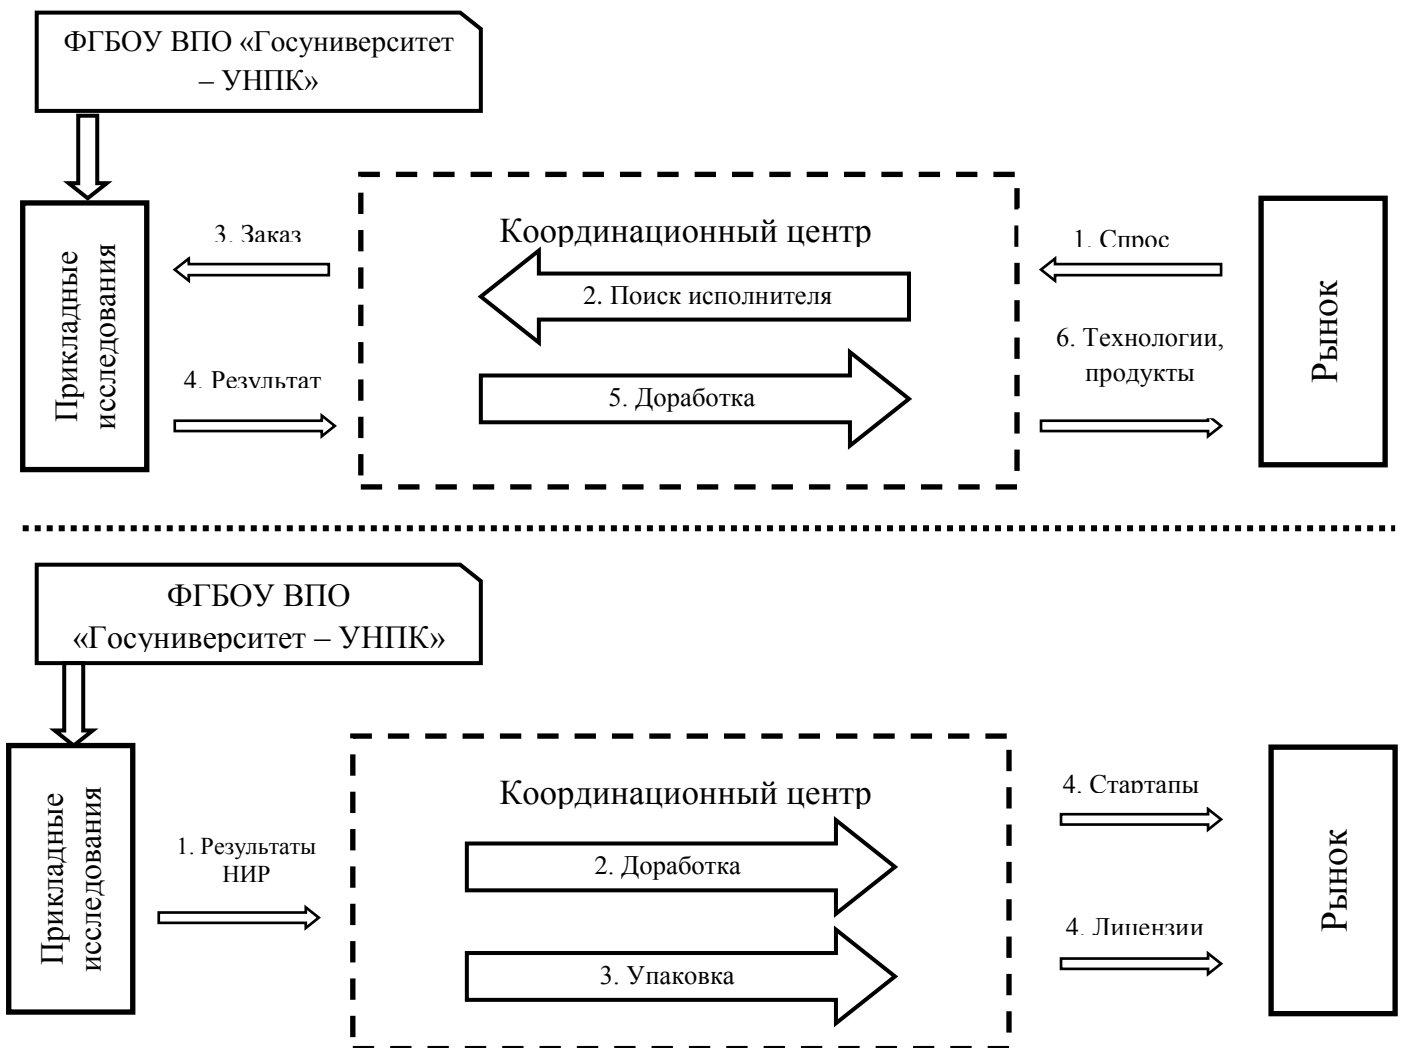 ФГБОУ ВПО «Госуниверситет
– УНПК»
Прикладные
исследования
3. Заказ
4. Результат
Координационный центр
2. Поиск исполнителя
5. Доработка
1. Спрос
6. Технологии,
продукты
Рынок
ФГБОУ ВПО
«Госуниверситет – УНПК»
Прикладные
исследования
1. Результаты
НИР
Координационный центр
2. Доработка
3. Упаковка
4. Стартапы
4. Лицензии
Рынок